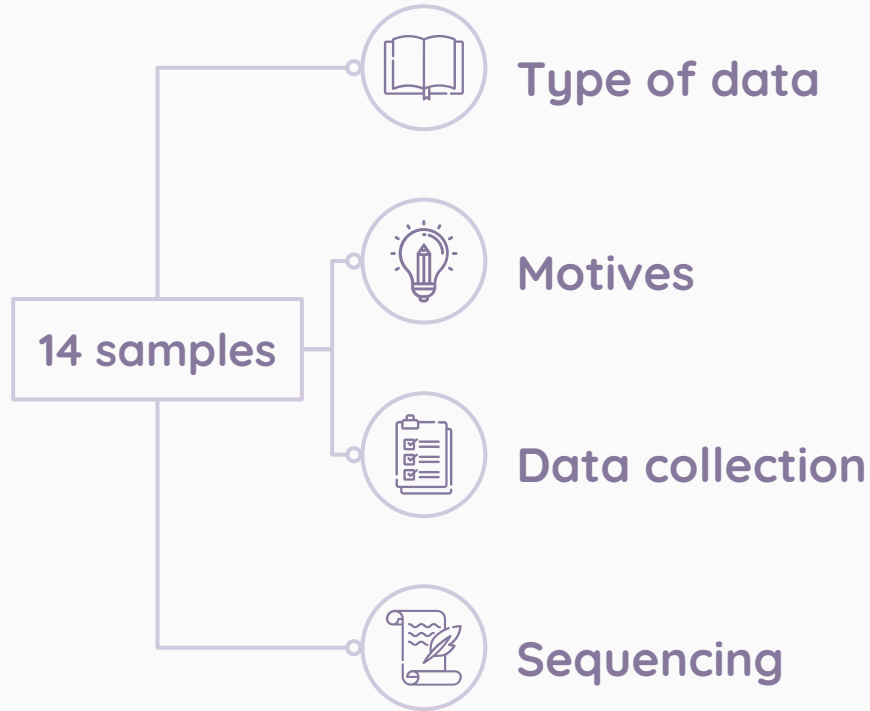 Type of data
Motives
14 samples
Data collection
Sequencing